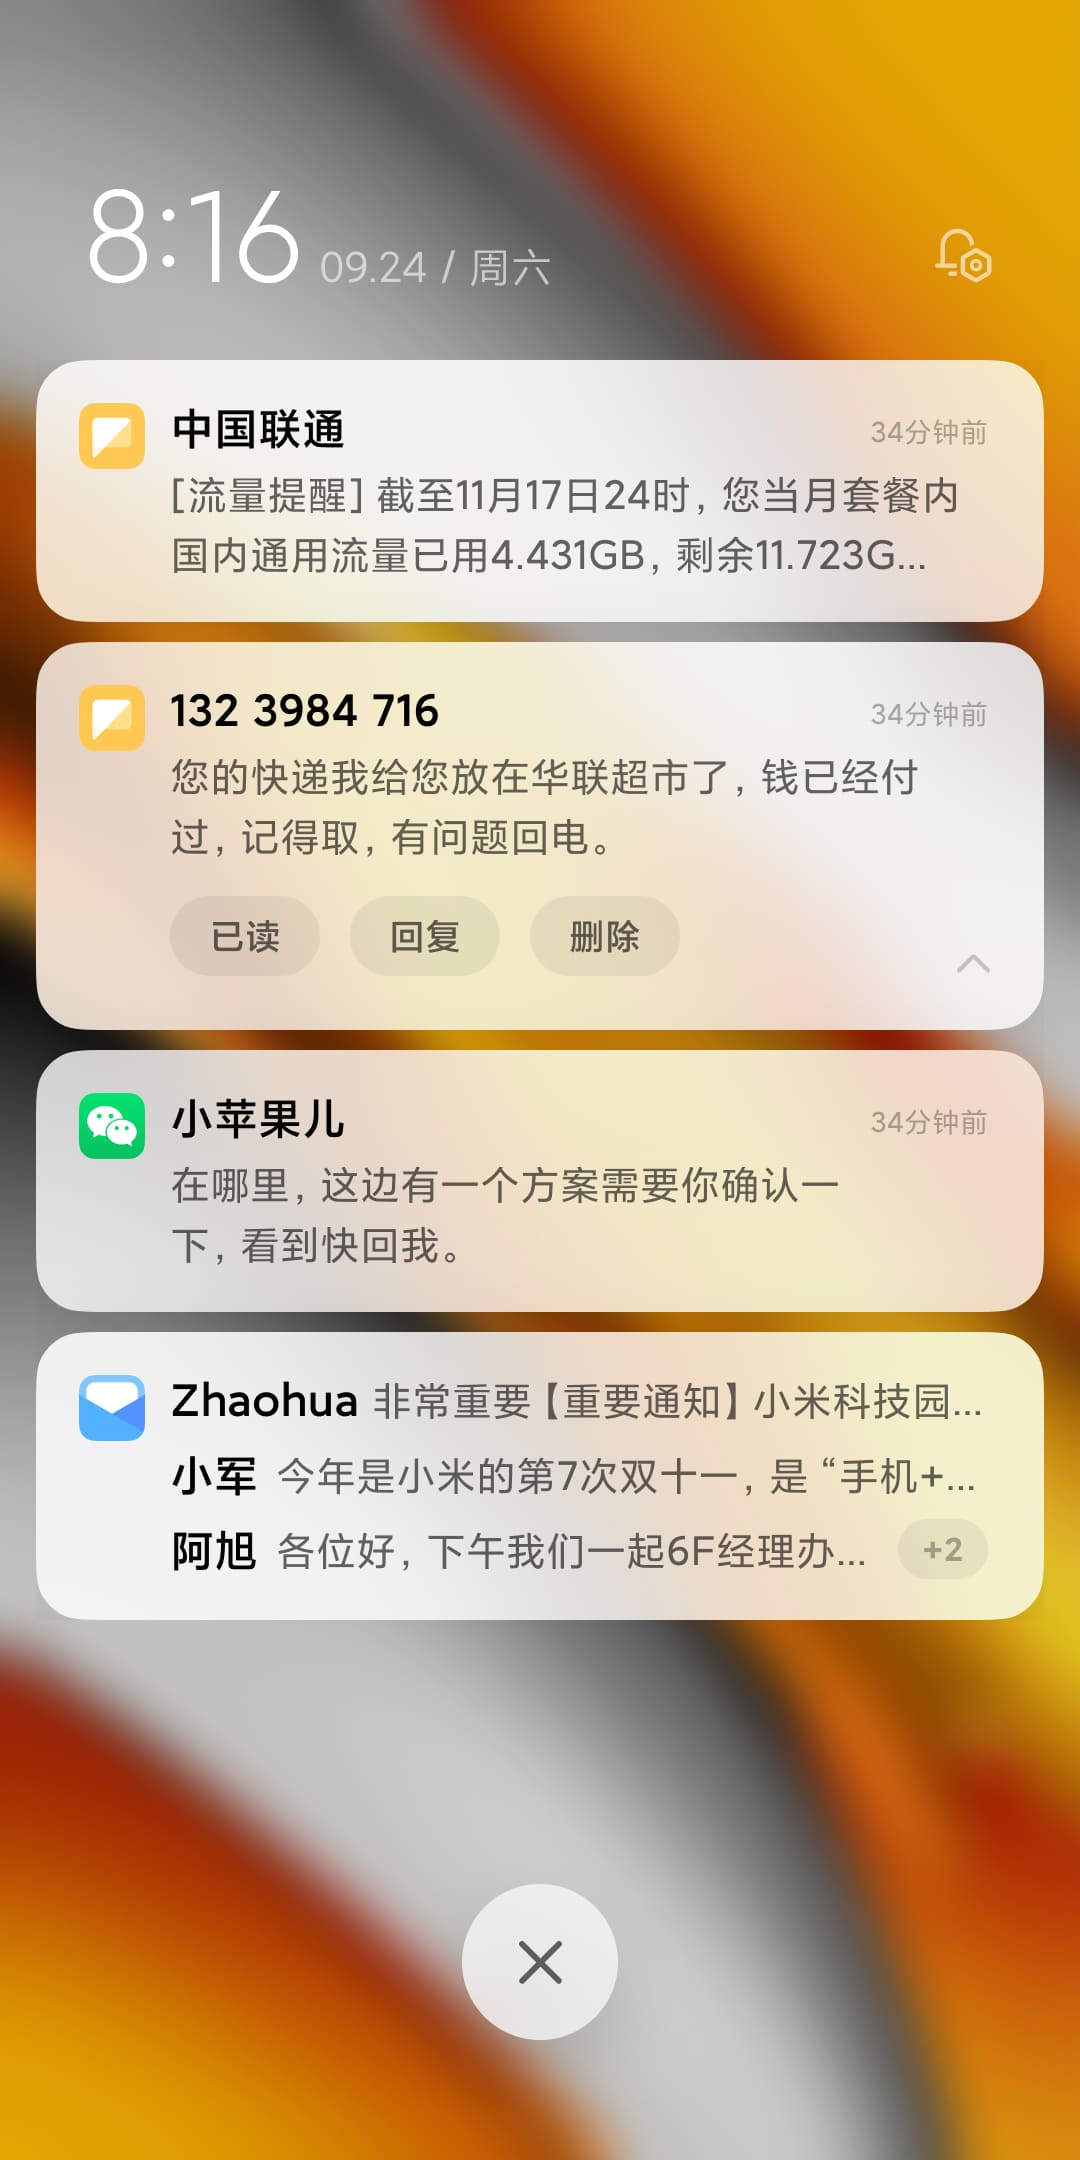 8:16 09.24 / 周六
中国联通 34分钟前
[流量提醒] 截至11月17日24时, 您当月套餐内
国内通用流量已用4.431GB, 剩余11.723G...
132 3984 716 34分钟前
您的快递我给您放在华联超市了, 钱已经付
过, 记得取, 有问题回电。
已读 回复 删除
小苹果儿 34分钟前
在哪里, 这边有一个方案需要你确认一
下, 看到快回我。
Zhaohua 非常重要【重要通知】小米科技园...
小军 今年是小米的第7次双十一, 是 “手机+...
阿旭 各位好, 下午我们一起6F经理办... +2